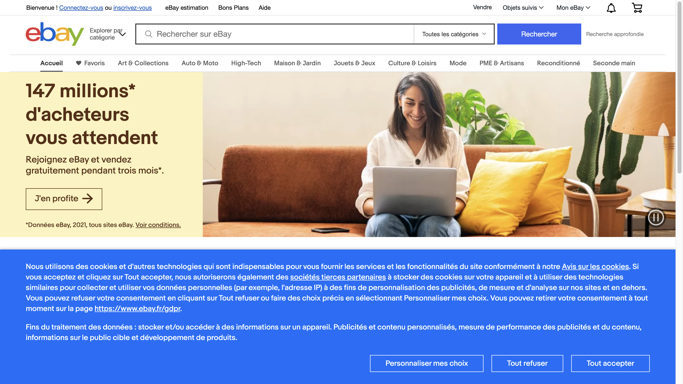 Bienvenue ! Connectez-vous ou inscrivez-vous eBay estimation Bons Plans Aide Vendre Objets suivis Mon eBay
ebay Explorer par catégorie Rechercher sur eBay Toutes les catégories Rechercher Recherche approfondie
Accueil Favoris Art & Collections Auto & Moto High-Tech Maison & Jardin Jouets & Jeux Culture & Loisirs Mode PME & Artisans Reconditionné Seconde main
147 millions*
d'acheteurs
vous attendent
Rejoignez eBay et vendez
gratuitement pendant trois mois*.
J'en profite
*Données eBay, 2021, tous sites eBay. Voir conditions.
Nous utilisons des cookies et d'autres technologies qui sont indispensables pour vous fournir les services et les fonctionnalités du site conformément à notre Avis sur les cookies. Si
vous acceptez et cliquez sur Tout accepter, nous autoriserons également des sociétés tierces partenaires à stocker des cookies sur votre appareil et à utiliser des technologies
similaires pour collecter et utiliser vos données personnelles (par exemple, l'adresse IP) à des fins de personnalisation des publicités, de mesure et d'analyse sur nos sites et en dehors.
Vous pouvez refuser votre consentement en cliquant sur Tout refuser ou faire des choix précis en sélectionnant Personnaliser mes choix. Vous pouvez retirer votre consentement à tout
moment sur la page https://www.ebay.fr/gdpr.
Fins du traitement des données : stocker et/ou accéder à des informations sur un appareil. Publicités et contenu personnalisés, mesure de performance des publicités et du contenu,
informations sur le public cible et développement de produits.
Personnaliser mes choix Tout refuser Tout accepter